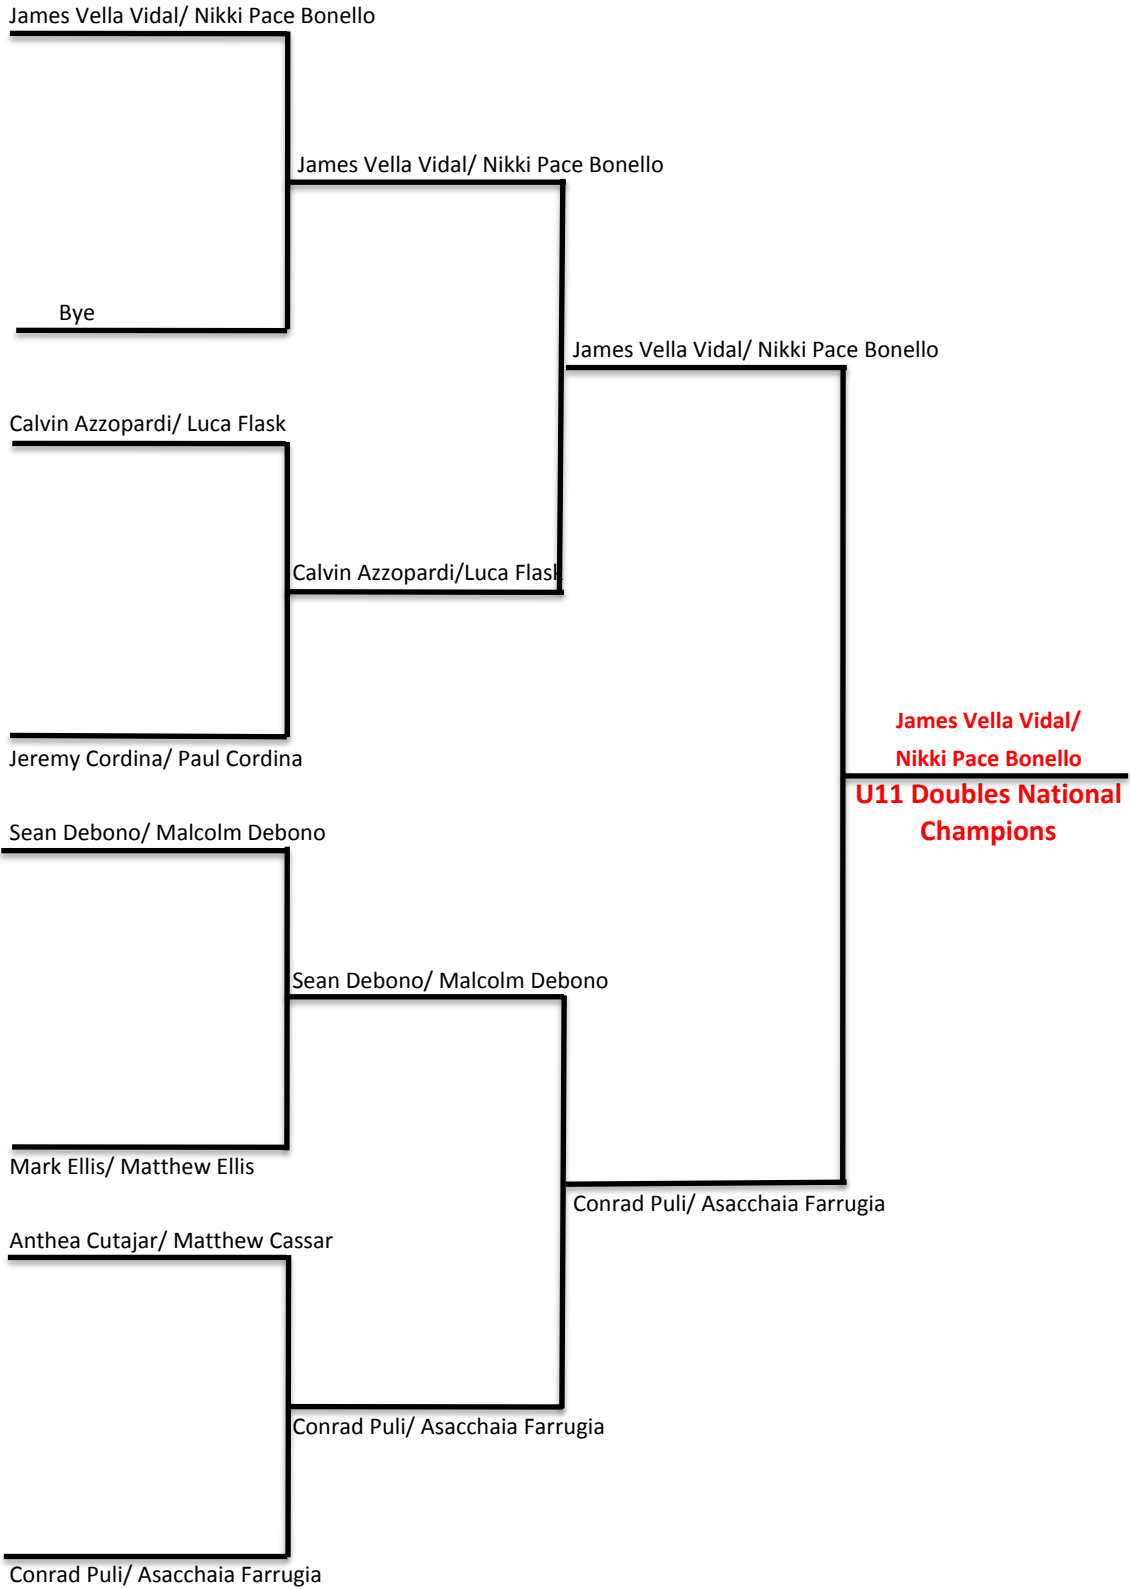 James Vella Vidal/ Nikki Pace Bonello
James Vella Vidal/ Nikki Pace Bonello
Bye
James Vella Vidal/ Nikki Pace Bonello
Calvin Azzopardi/ Luca Flask
Calvin Azzopardi/Luca Flask
James Vella Vidal/
Nikki Pace Bonello
Jeremy Cordina/ Paul Cordina
U11 Doubles National
Champions
Sean Debono/ Malcolm Debono
Sean Debono/ Malcolm Debono
Mark Ellis/ Matthew Ellis
Conrad Puli/ Asacchaia Farrugia
Anthea Cutajar/ Matthew Cassar
Conrad Puli/ Asacchaia Farrugia
Conrad Puli/ Asacchaia Farrugia